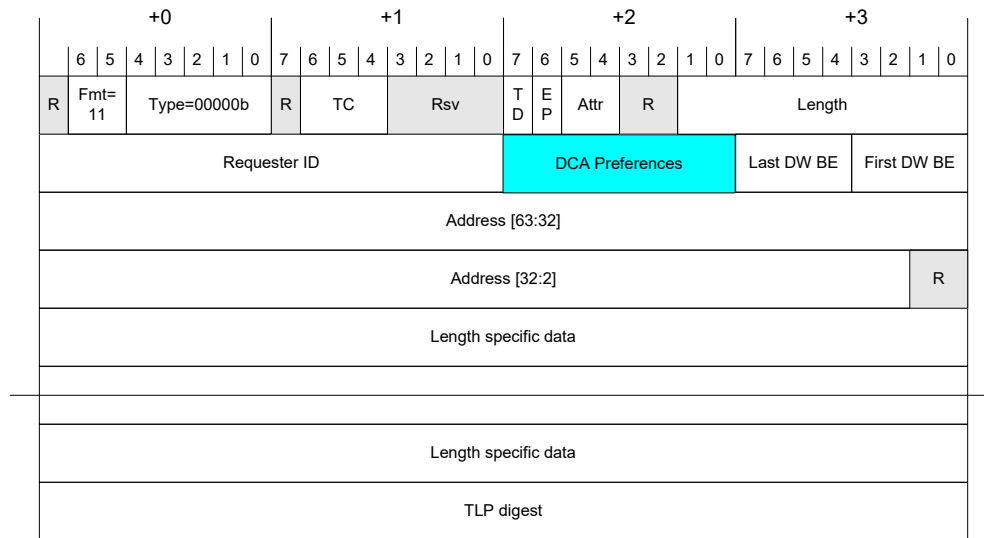 +0 +1 +2 +3
6 5 4 3 2 1 0 7 6 5 4 3 2 1 0 7 6 5 4 3 2 1 0 7 6 5 4 3 2 1 0
R Fmt= 11 Type=00000b R TC Rsv T D E P Attr R Length
Requester ID DCA Preferences Last DW BE First DW BE
Address [63:32]
Address [32:2] R
Length specific data
Length specific data
TLP digest